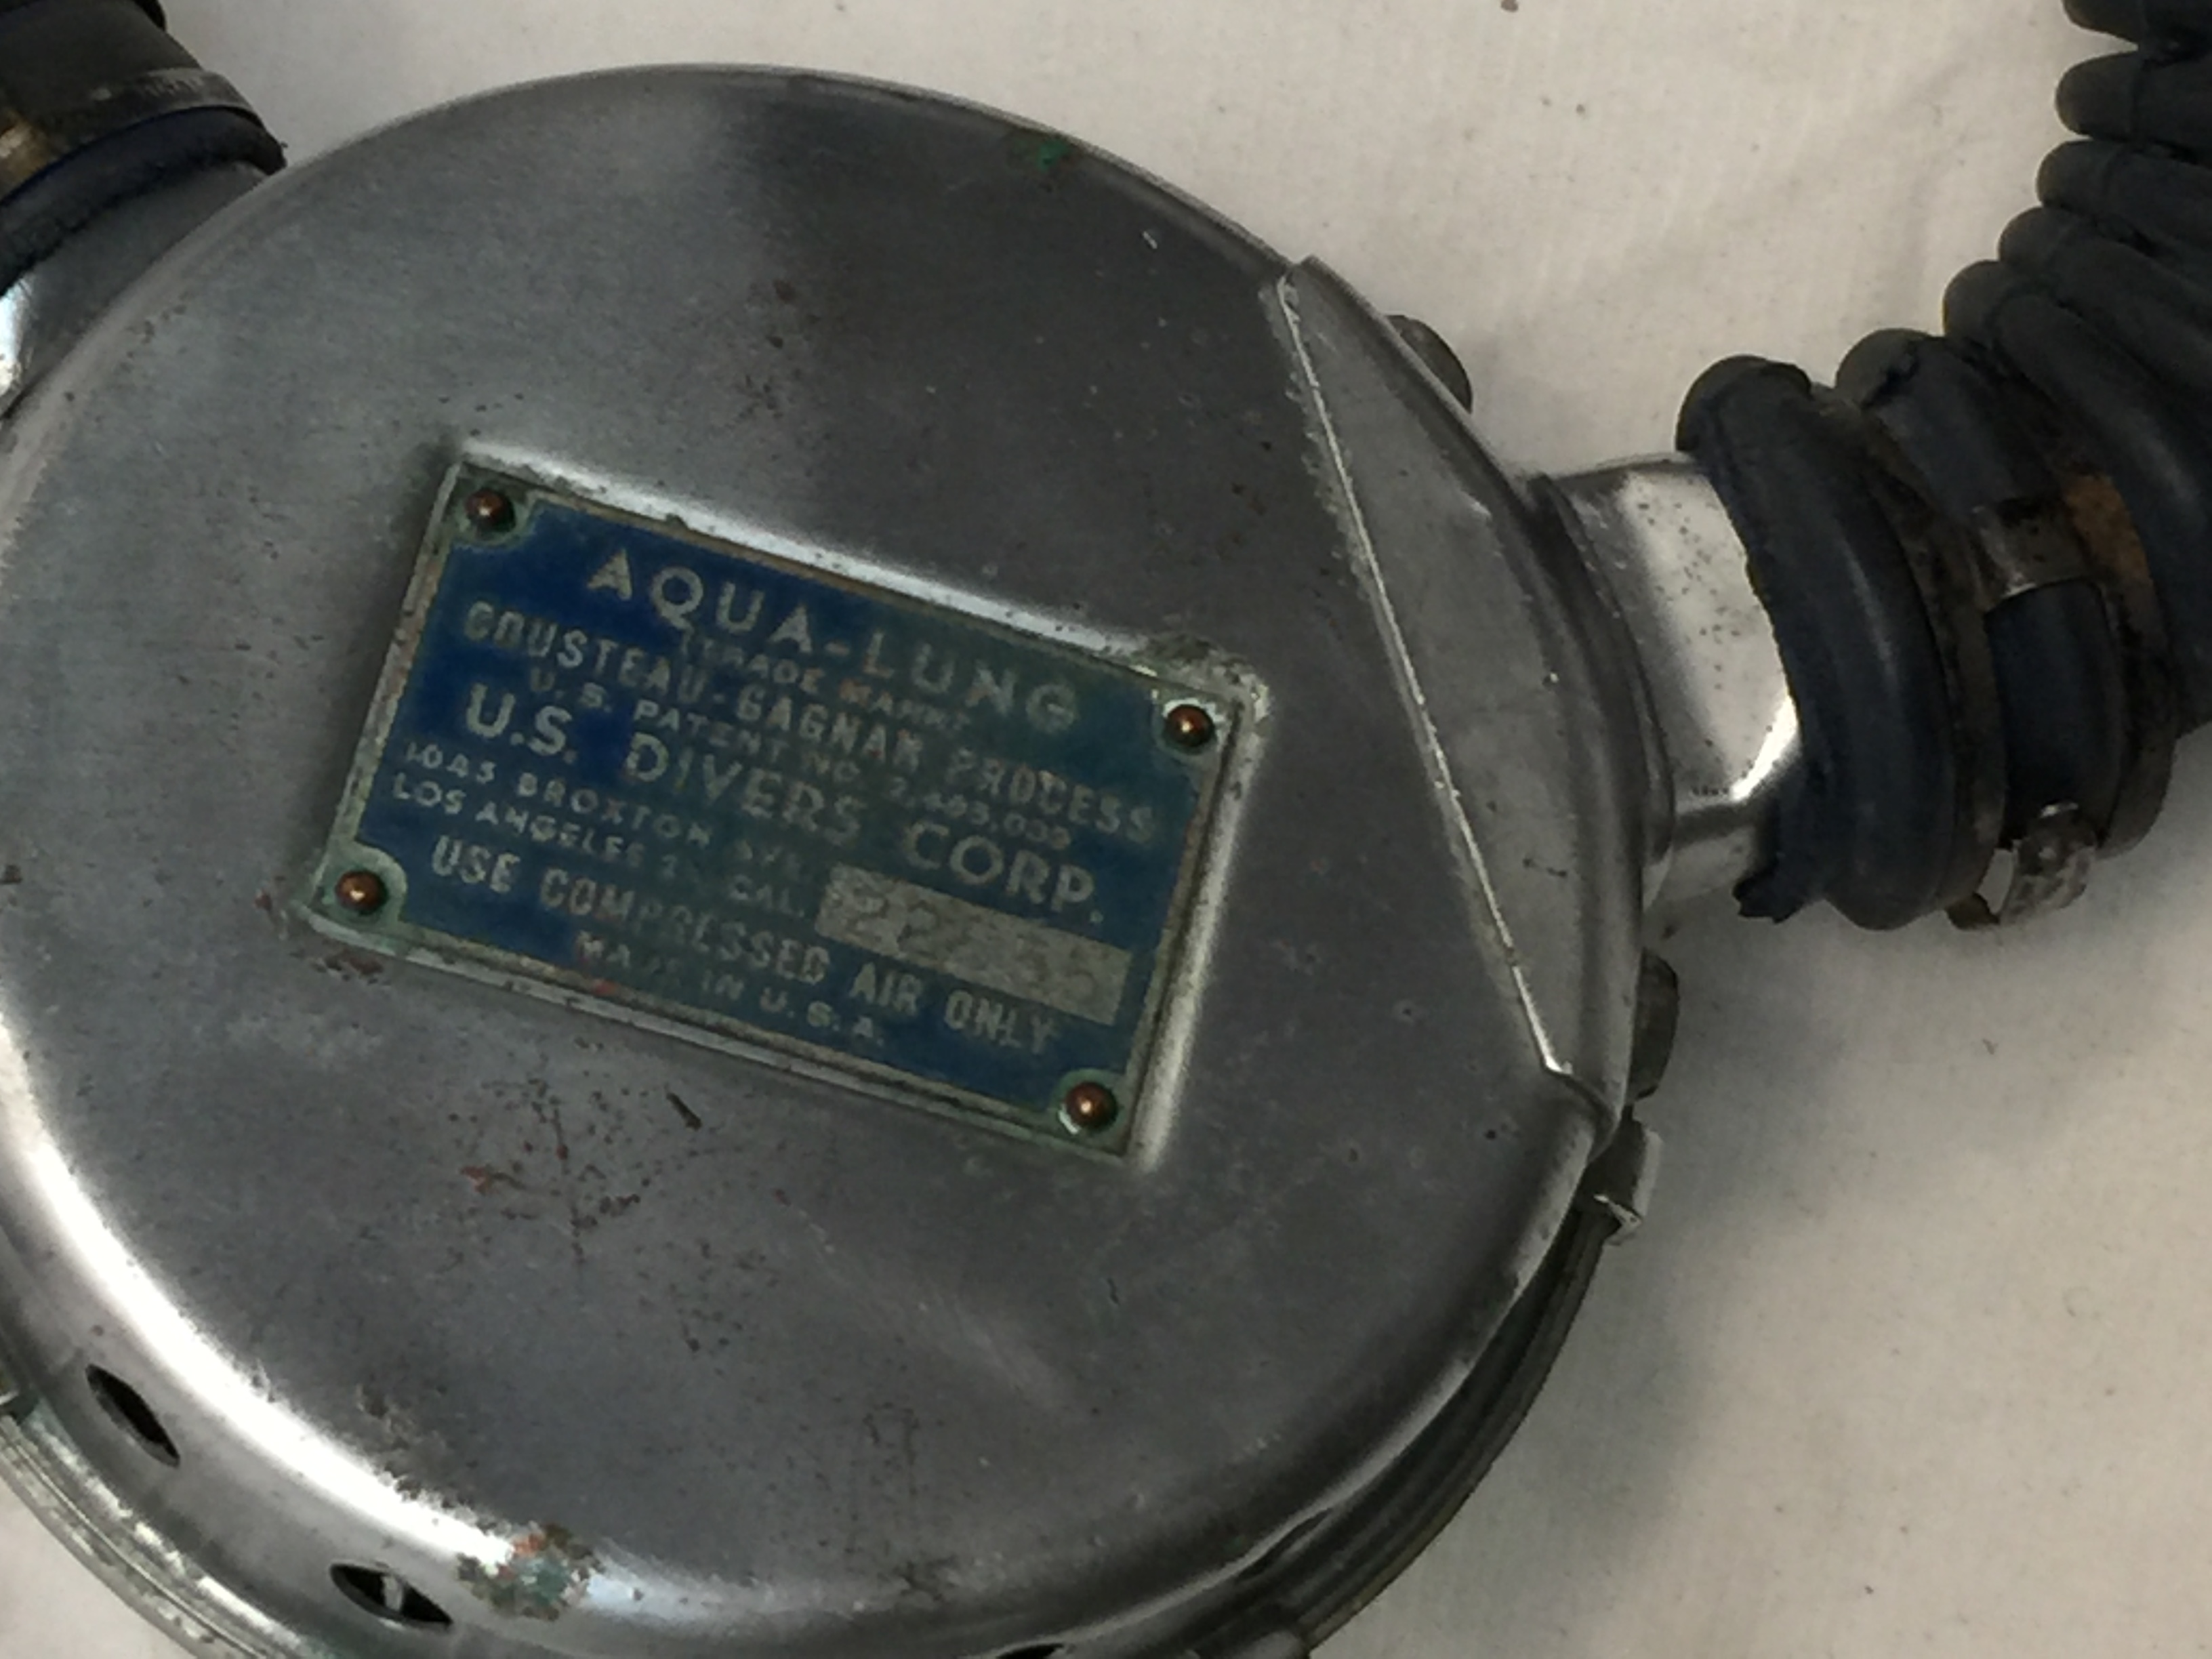 AQUA-LUNG
(TRADE MARK)
COUSTEAU-GAGNAN PROCESS
U.S. PATENT NO.
U.S. DIVERS CORP.
1045 BROXTON AVE.
LOS ANGELES CAL.
USE COMPRESSED AIR ONLY
MADE IN U.S.A.